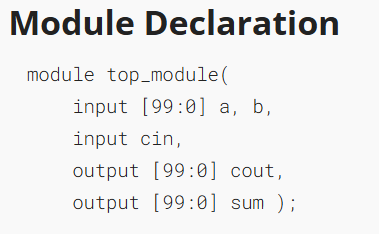 Module Declaration
module top_module(
input [99:0] a, b,
input cin,
output [99:0] cout,
output [99:0] sum );